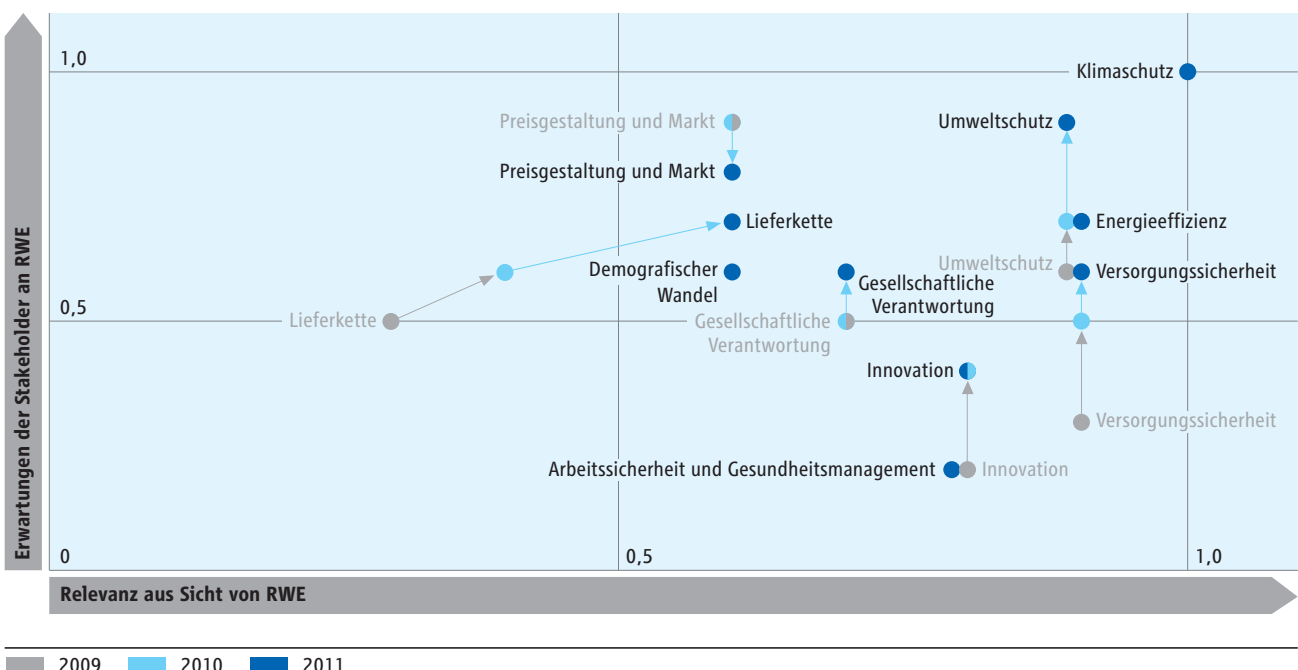 Erwartungen der Stakeholder an RWE
1,0
Klimaschutz
Preisgestaltung und Markt
Umweltschutz
Preisgestaltung und Markt
Lieferkette
Energieeffizienz
Demografischer
Wandel
Umweltschutz
Versorgungssicherheit
Gesellschaftliche
Verantwortung
0,5
Lieferkette
Gesellschaftliche
Verantwortung
Innovation
Versorgungssicherheit
Arbeitssicherheit und Gesundheitsmanagement
Innovation
0
0,5
1,0
Relevanz aus Sicht von RWE
2009
2010
2011